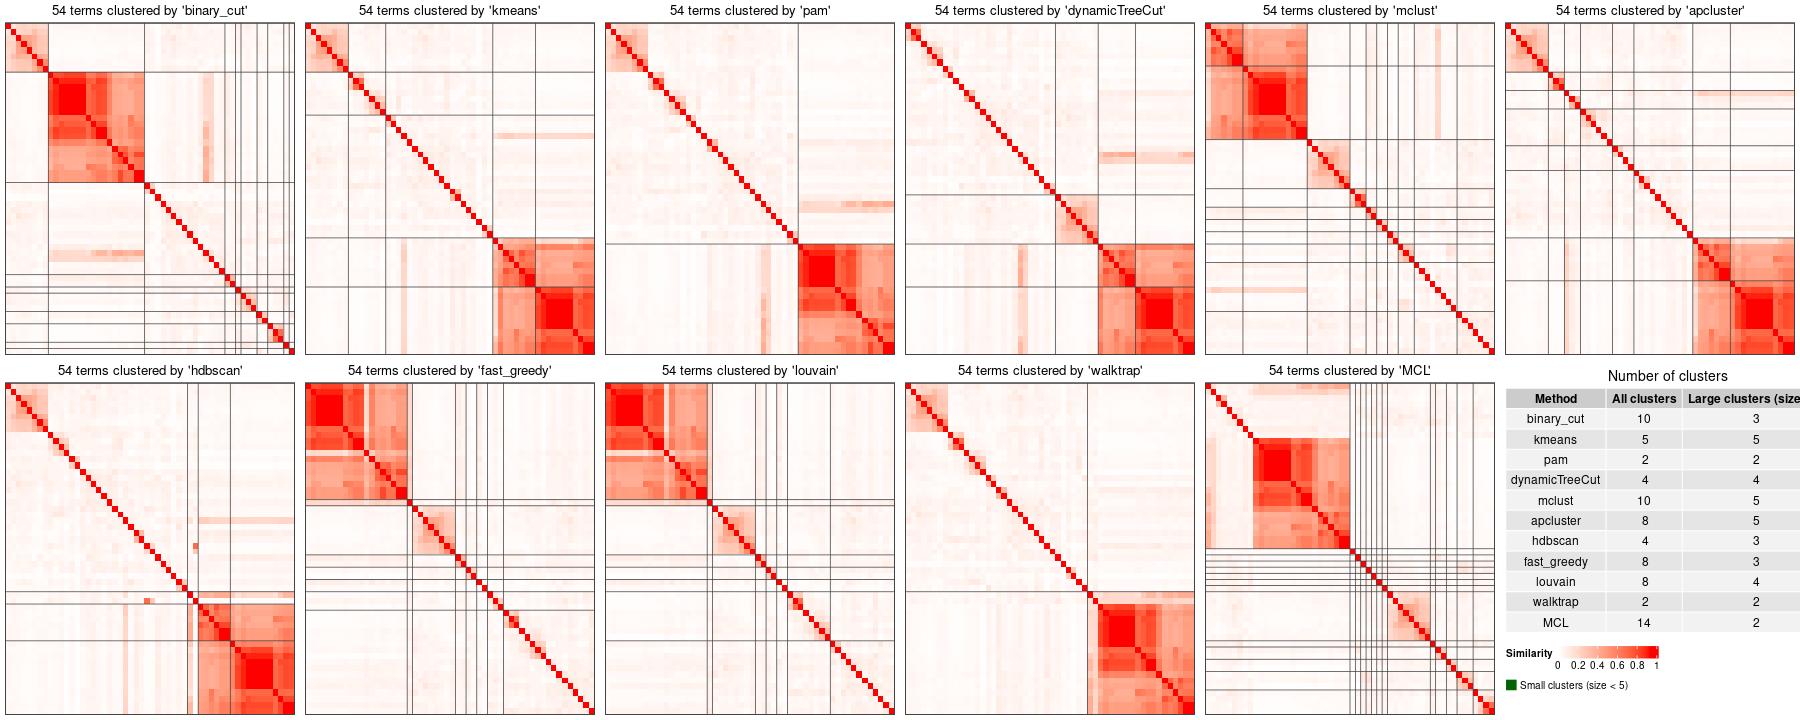 54 terms clustered by 'binary_cut'
54 terms clustered by 'kmeans'
54 terms clustered by 'pam'
54 terms clustered by 'dynamicTreeCut'
54 terms clustered by 'mclust'
54 terms clustered by 'apcluster'
54 terms clustered by 'hdbscan'
54 terms clustered by 'fast_greedy'
54 terms clustered by 'louvain'
54 terms clustered by 'walktrap'
54 terms clustered by 'MCL'
Number of clusters
Method All clusters Large clusters (size
binary_cut 10 3
kmeans 5 5
pam 2 2
dynamicTreeCut 4 4
mclust 10 5
apcluster 8 5
hdbscan 4 3
fast_greedy 8 3
louvain 8 4
walktrap 2 2
MCL 14 2
Similarity
0 0.2 0.4 0.6 0.8 1
Small clusters (size < 5)